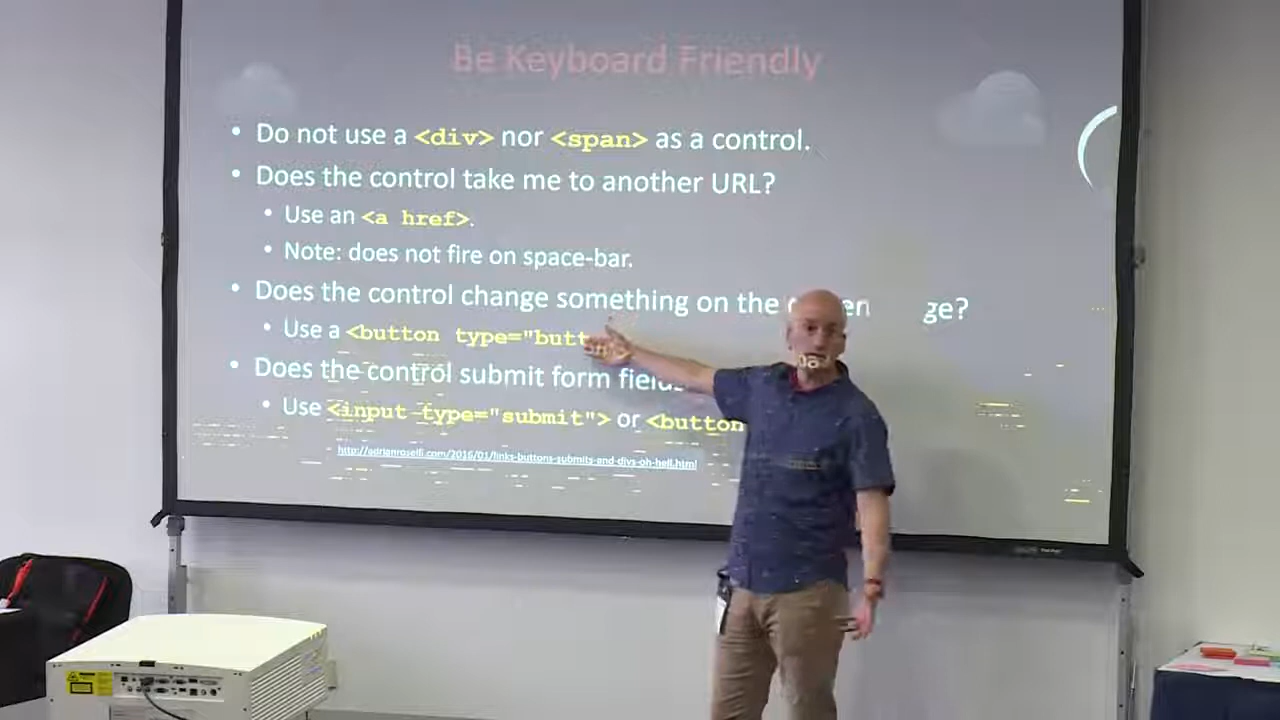 Be Keyboard Friendly
• Do not use a <div> nor <span> as a control.
• Does the control take me to another URL?
• Use an <a href>.
• Note: does not fire on space-bar.
• Does the control change something on the
• Use a <button
• Does the control submit form
• Use <input type="submit"> or <button
http://adrianroselli.com/2016/01/links-buttons-submits-and-divs-oh-hell.html